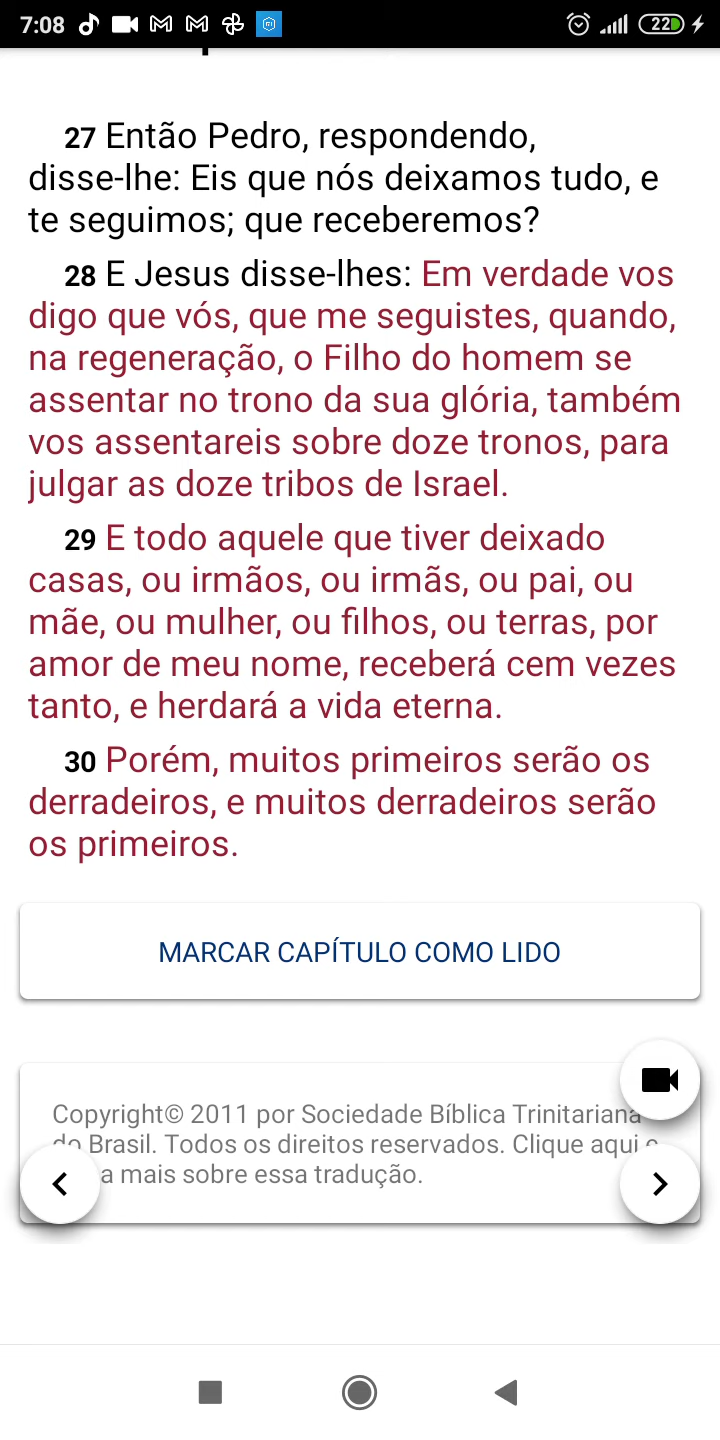 7:08 22
27 Então Pedro, respondendo,
disse-lhe: Eis que nós deixamos tudo, e
te seguimos; que receberemos?
28 E Jesus disse-lhes: Em verdade vos
digo que vós, que me seguistes, quando,
na regeneração, o Filho do homem se
assentar no trono da sua glória, também
vos assentareis sobre doze tronos, para
julgar as doze tribos de Israel.
29 E todo aquele que tiver deixado
casas, ou irmãos, ou irmãs, ou pai, ou
mãe, ou mulher, ou filhos, ou terras, por
amor de meu nome, receberá cem vezes
tanto, e herdará a vida eterna.
30 Porém, muitos primeiros serão os
derradeiros, e muitos derradeiros serão
os primeiros.
MARCAR CAPÍTULO COMO LIDO
Copyright© 2011 por Sociedade Bíblica Trinitariana
do Brasil. Todos os direitos reservados. Clique aqui e
a mais sobre essa tradução.